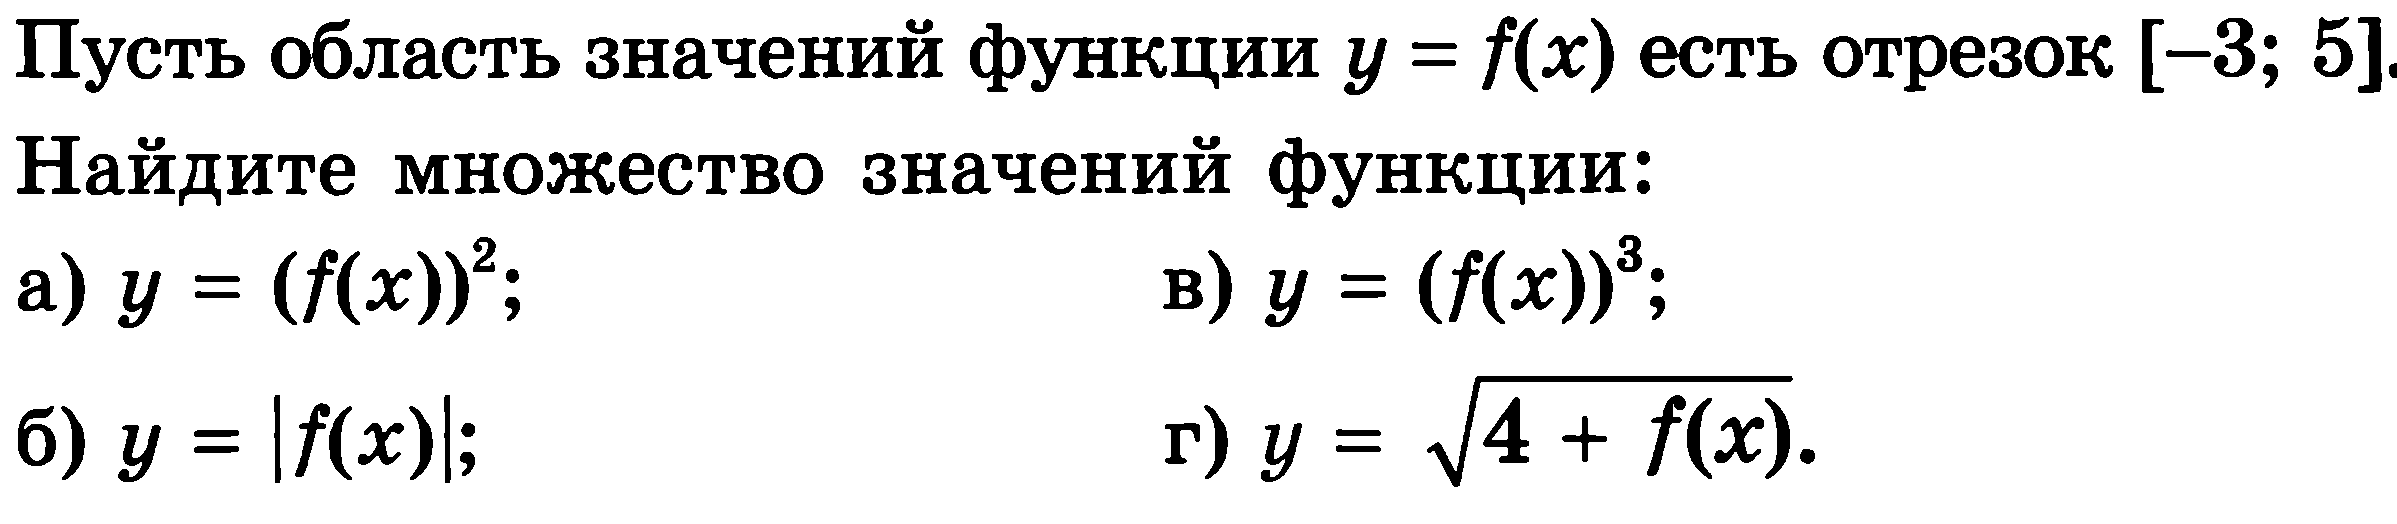 Пусть область значений функции y = f(x) есть отрезок [–3; 5].
Найдите множество значений функции:
а) y = (f(x))²; в) y = (f(x))³;
б) y = |f(x)|; г) y = √(4 + f(x)).